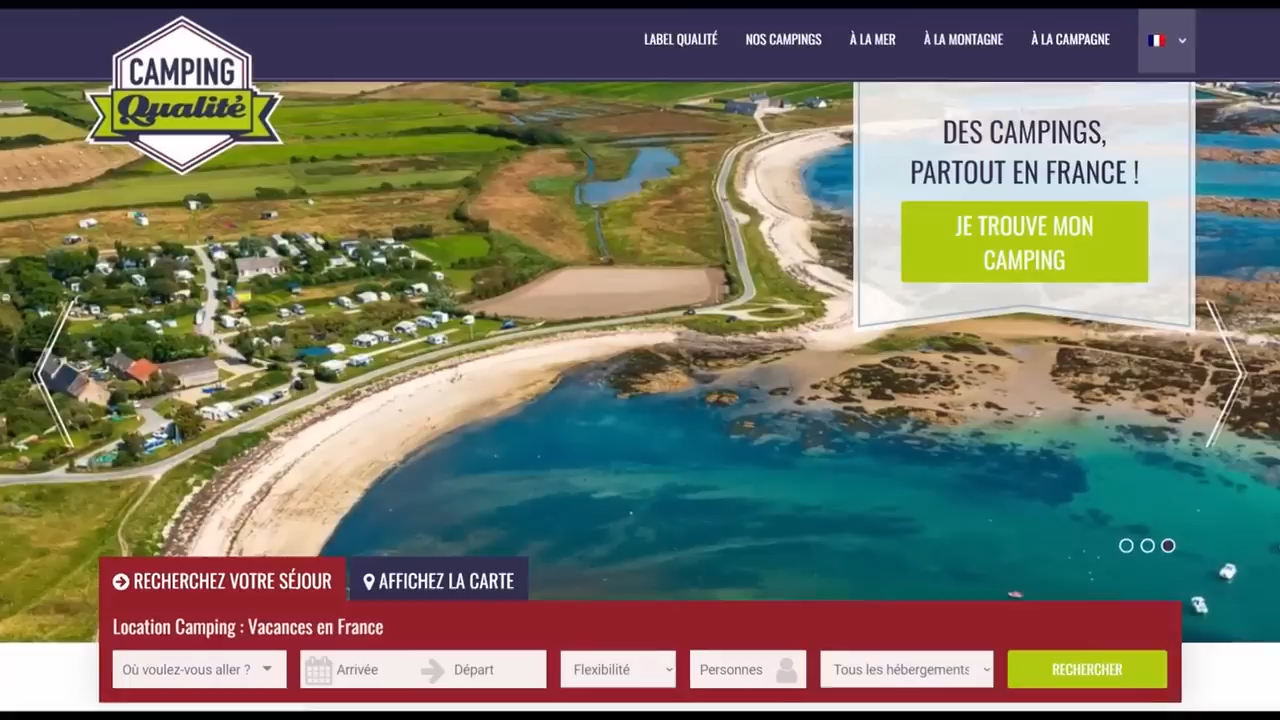 CAMPING
Qualité
LABEL QUALITÉ NOS CAMPINGS À LA MER À LA MONTAGNE À LA CAMPAGNE
DES CAMPINGS,
PARTOUT EN FRANCE !
JE TROUVE MON
CAMPING
RECHERCHEZ VOTRE SÉJOUR AFFICHEZ LA CARTE
Location Camping : Vacances en France
Où voulez-vous aller ? Arrivée Départ Flexibilité Personnes Tous les hébergements RECHERCHER